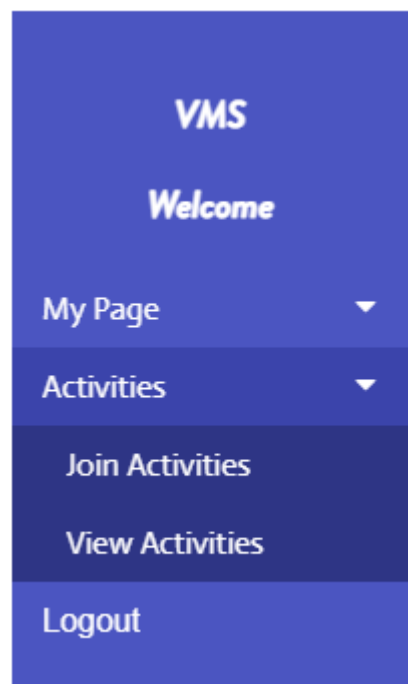 VMS
Welcome
My Page
Activities
Join Activities
View Activities
Logout